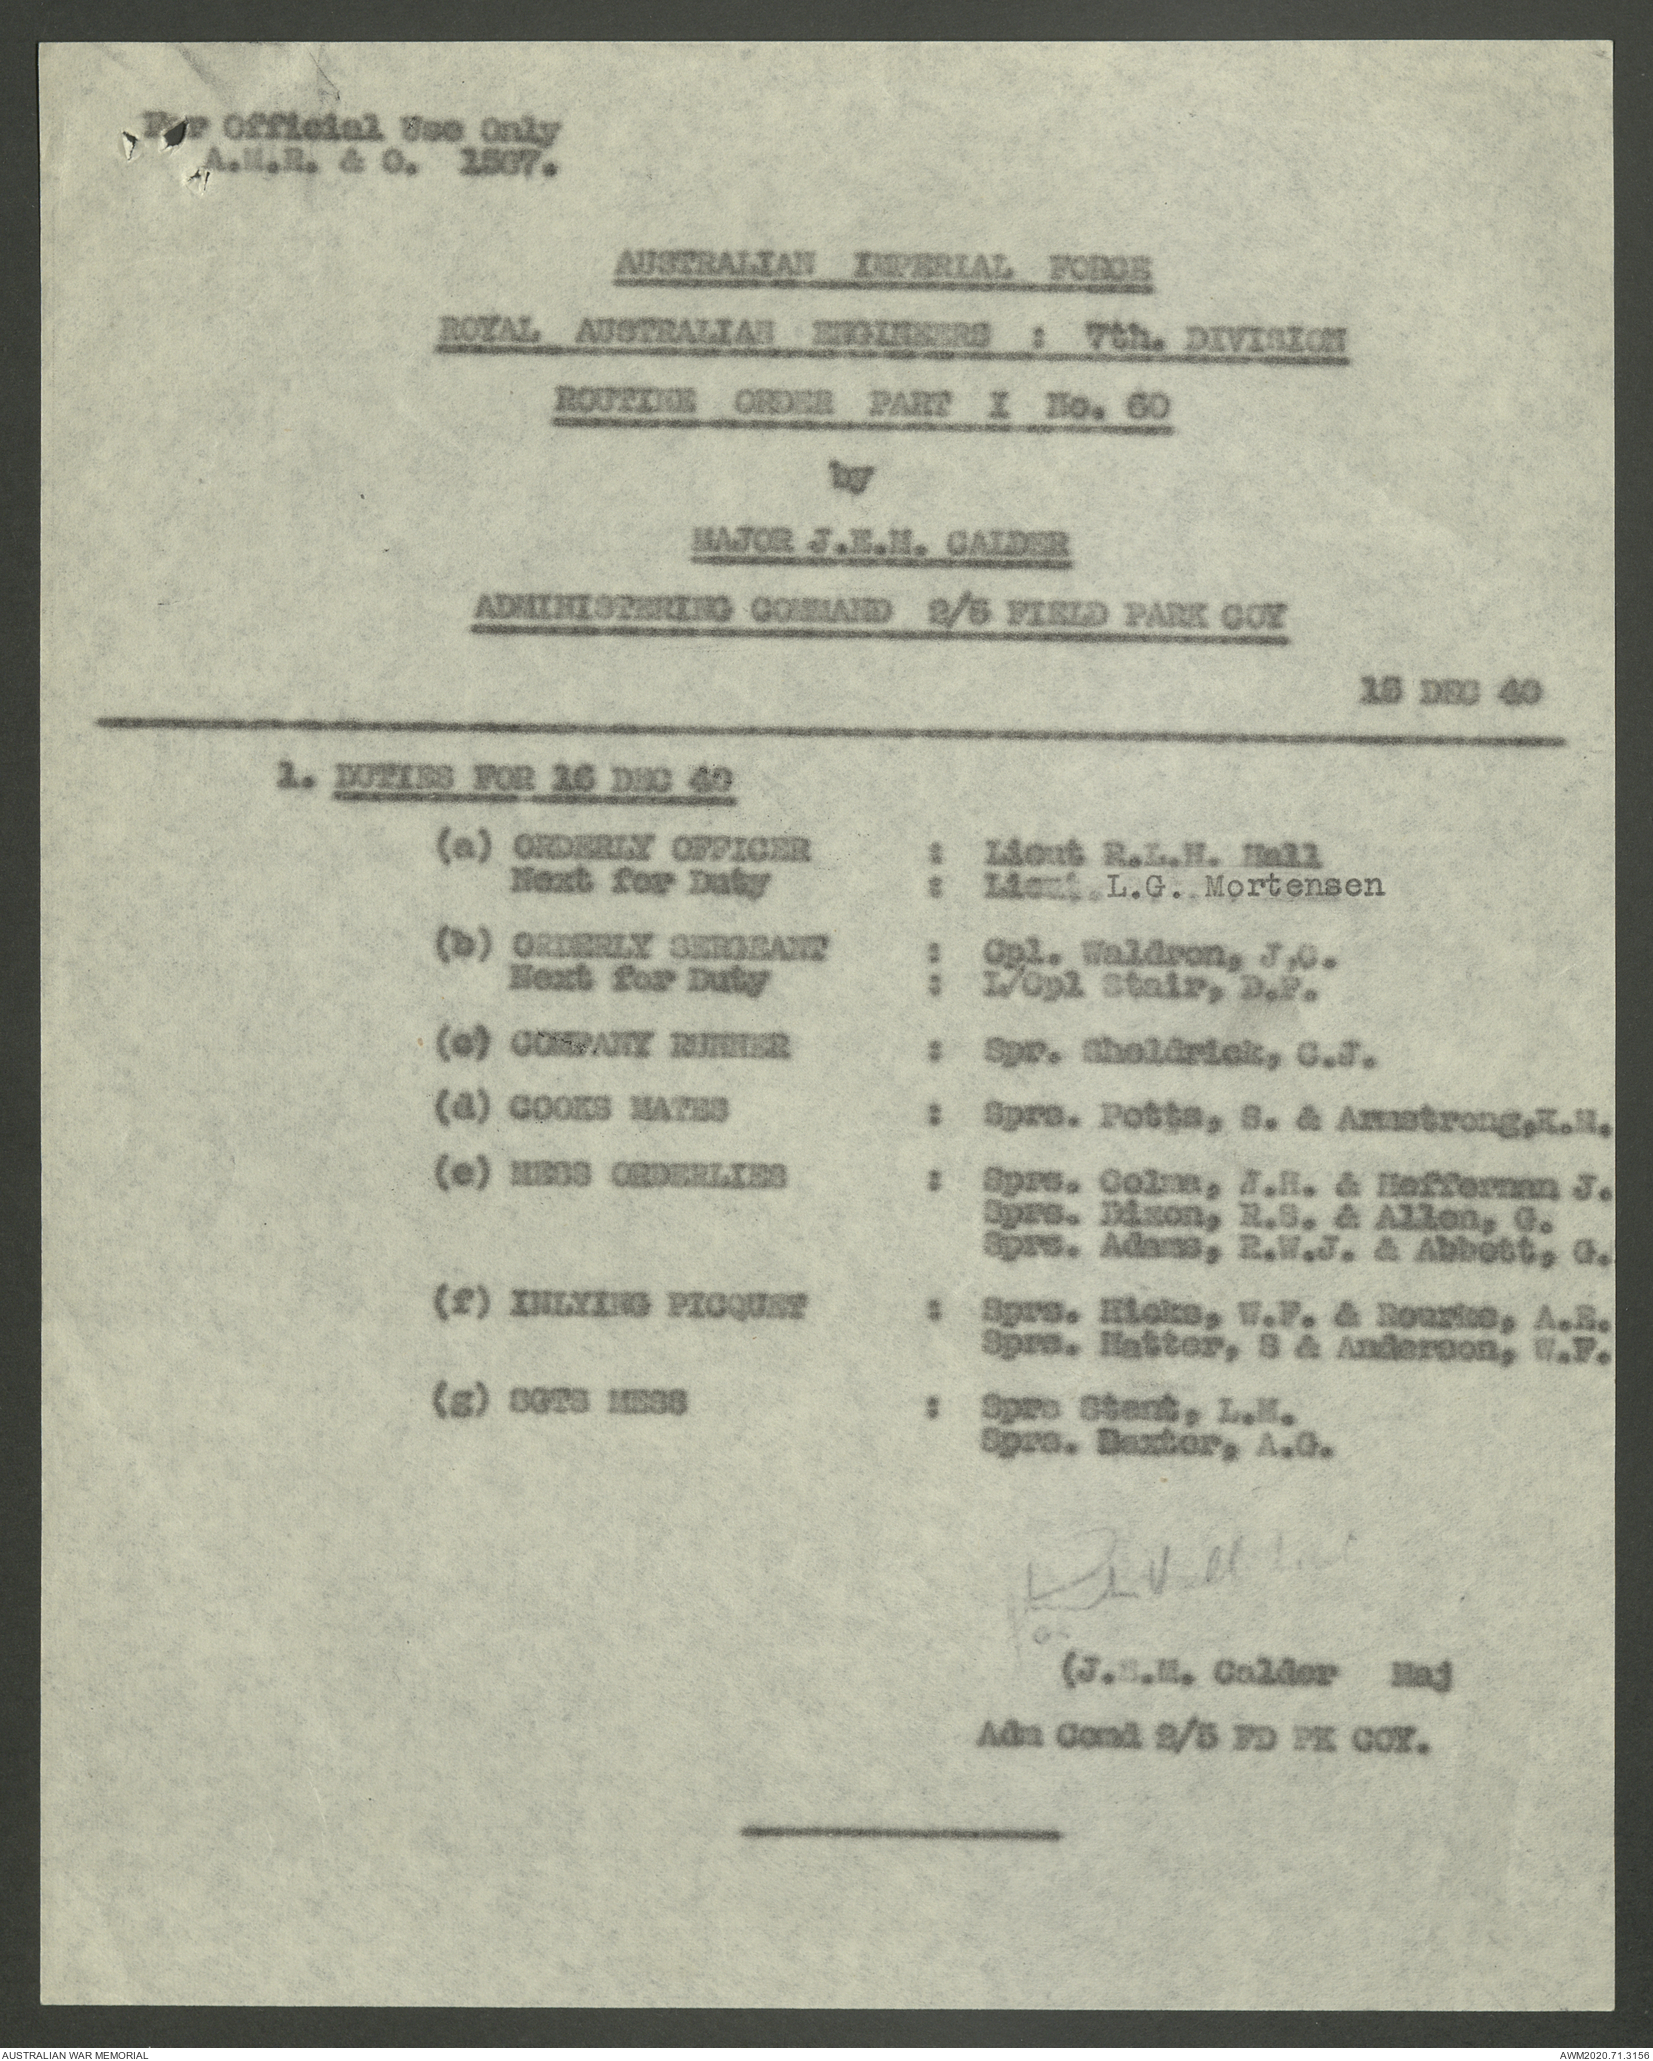 For Official Use Only
A.M.R. & O. 1567.
AUSTRALIAN IMPERIAL FORCE
ROYAL AUSTRALIAN ENGINEERS : 7th. DIVISION
ROUTINE ORDER PART I No. 60
by
MAJOR J.E.M. CALDER
ADMINISTERING COMMAND 2/5 FIELD PARK COY
15 DEC 40
1. DUTIES FOR 16 DEC 40
(a) ORDERLY OFFICER : Lieut R.L.H. Hall
Next for Duty : Lieut. L.G. Mortensen
(b) ORDERLY SERGEANT : Cpl. Waldron, J.C.
Next for Duty : L/Cpl Stair, D.F.
(c) COMPANY RUNNER : Spr. Sheldrick, C.J.
(d) COOKS MATES : Sprs. Potts, S. & Armstrong,K.M.
(e) MESS ORDERLIES : Sprs. J.H. & Heffernan J.
Sprs. Dixon, R.S. & Allen, G.
Sprs. Adams, R.W.J. & Abbott, G.
(f) INLYING PICQUET : Sprs. Hicks, W.F. & Rourke, A.R.
Sprs. Hatter, S & Anderson, W.F.
(g) SGTS MESS : Sprs Stent, L.M.
Sprs. Baxter, A.G.
(J.E.M. Calder Maj
Adm Comd 2/5 FD PK COY.
AUSTRALIAN WAR MEMORIAL
AWM2020.71.3156